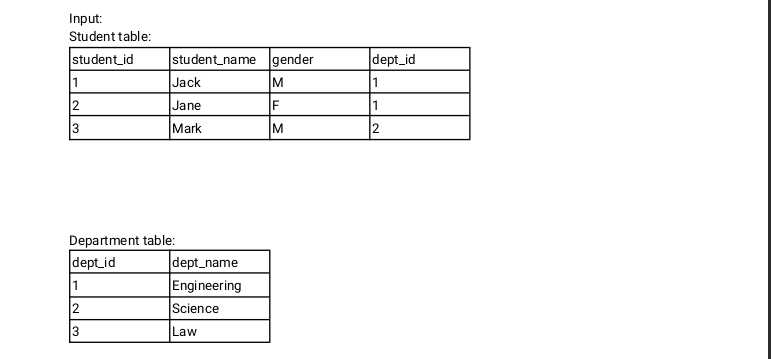 Input:
Student table:
student_id student_name gender dept_id
1 Jack M 1
2 Jane F 1
3 Mark M 2
Department table:
dept_id dept_name
1 Engineering
2 Science
3 Law